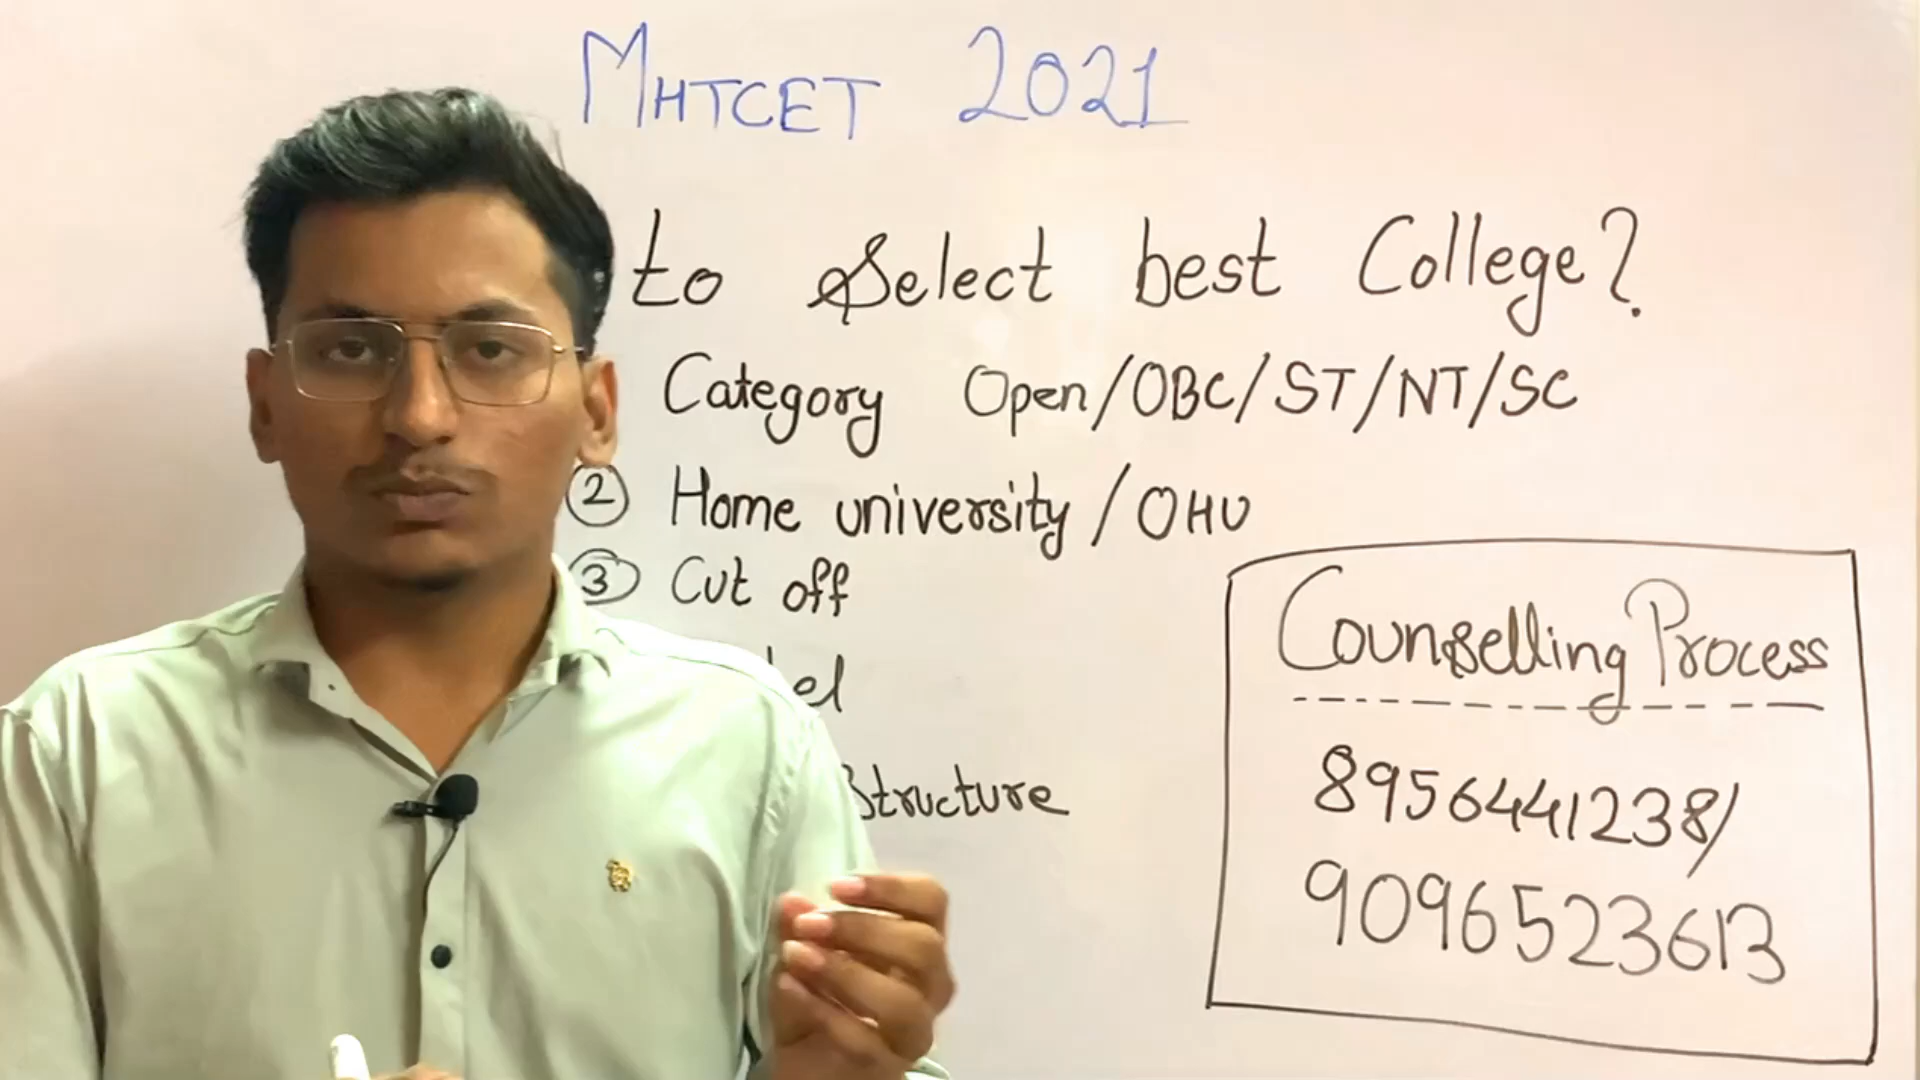 MHTCET 2021
to Select best College?
Category Open/OBC/ST/NT/SC
2 Home university/OHU
3 Cut off
Structure
Counselling Process
8956441238/
9096523613